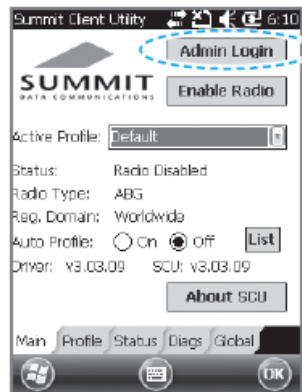 Summit Client Utility 6:10
Admin Login
SUMMIT
DATA COMMUNICATIONS
Enable Radio
Active Profile: Default
Status: Radio Disabled
Radio Type: ABG
Reg. Domain: Worldwide
Auto Profile: On Off List
Driver: v3.03.09 SCU: v3.03.09
About SCU
Main Profile Status Diags Global
OK